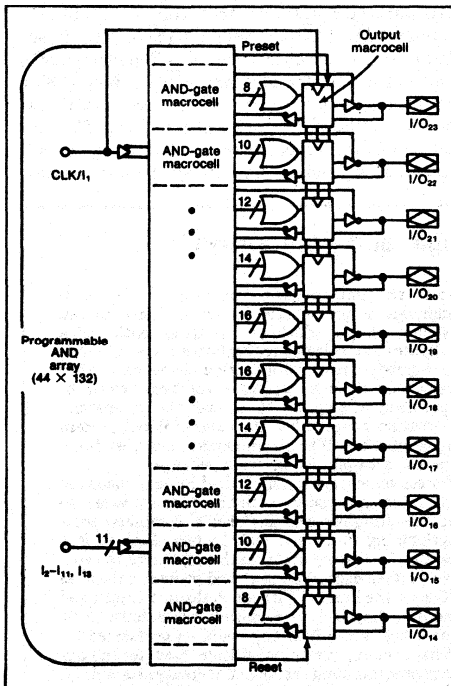 Preset
Output
macrocell
AND-gate
macrocell
8
I/O23
CLK/I1
AND-gate
macrocell
10
I/O22
12
I/O21
14
I/O20
Programmable
AND
array
(44 × 132)
16
I/O19
16
I/O18
14
I/O17
AND-gate
macrocell
12
I/O16
11
I2–I11, I13
AND-gate
macrocell
10
I/O15
AND-gate
macrocell
8
I/O14
Reset